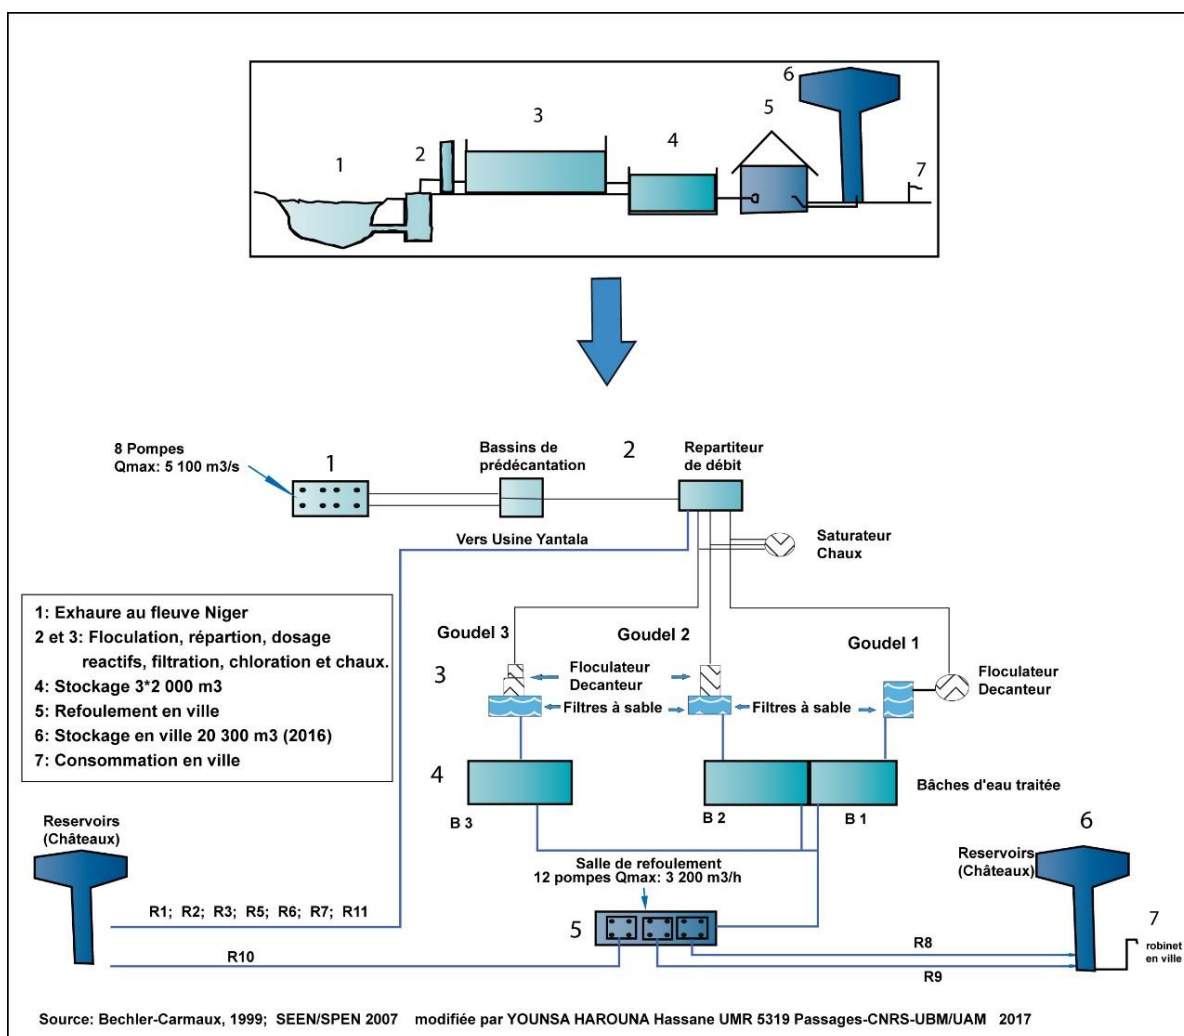 6
3
5
4
2
7
1
8 Pompes
Qmax: 5 100 m3/s
1
Bassins de
prédécantation
2
Repartiteur
de débit
Vers Usine Yantala
Saturateur
Chaux
1: Exhaure au fleuve Niger
2 et 3: Floculation, répartion, dosage
reactifs, filtration, chloration et chaux.
4: Stockage 3*2 000 m3
5: Refoulement en ville
6: Stockage en ville 20 300 m3 (2016)
7: Consommation en ville
Goudel 3
Goudel 2
Goudel 1
3
Floculateur
Decanteur
Floculateur
Decanteur
Filtres à sable
Filtres à sable
4
Bâches d'eau traitée
B 3
B 2
B 1
Reservoirs
(Châteaux)
Salle de refoulement
12 pompes Qmax: 3 200 m3/h
6
Reservoirs
(Châteaux)
R1; R2; R3; R5; R6; R7; R11
5
7
robinet
en ville
R10
R8
R9
Source: Bechler-Carmaux, 1999; SEEN/SPEN 2007 modifiée par YOUNSA HAROUNA Hassane UMR 5319 Passages-CNRS-UBM/UAM 2017